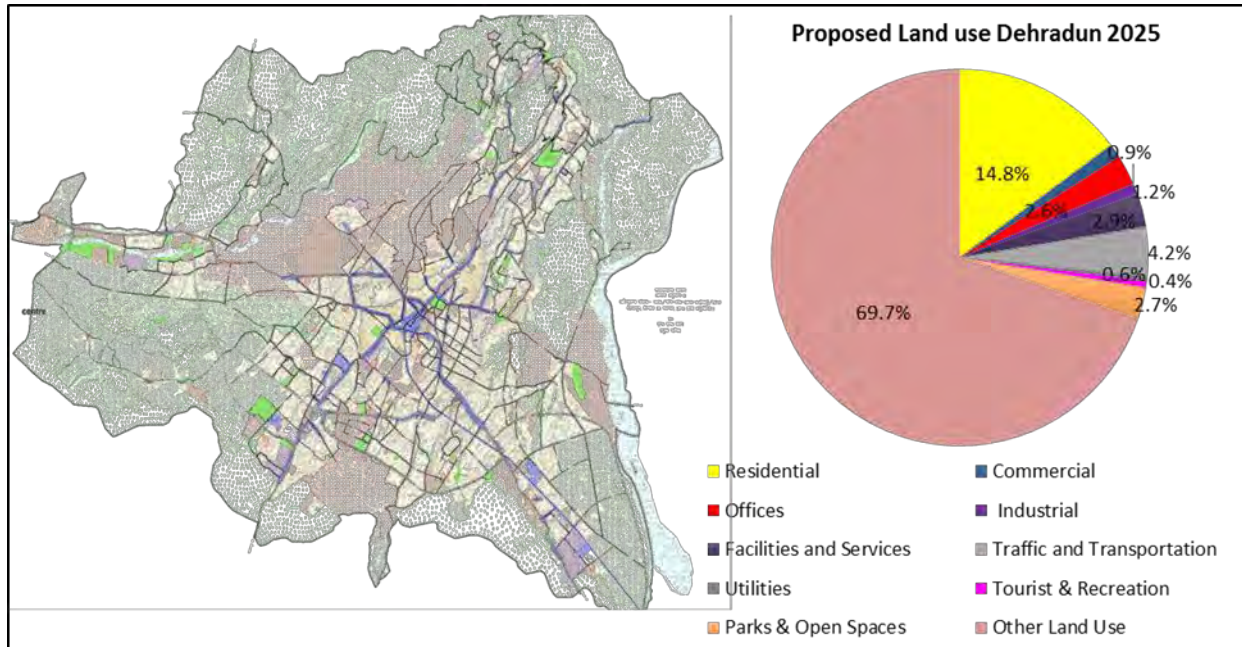 Proposed Land use Dehradun 2025
14.8%
0.9%
2.6%
1.2%
2.9%
4.2%
0.6%
0.4%
2.7%
69.7%
centre
Residential
Commercial
Offices
Industrial
Facilities and Services
Traffic and Transportation
Utilities
Tourist & Recreation
Parks & Open Spaces
Other Land Use